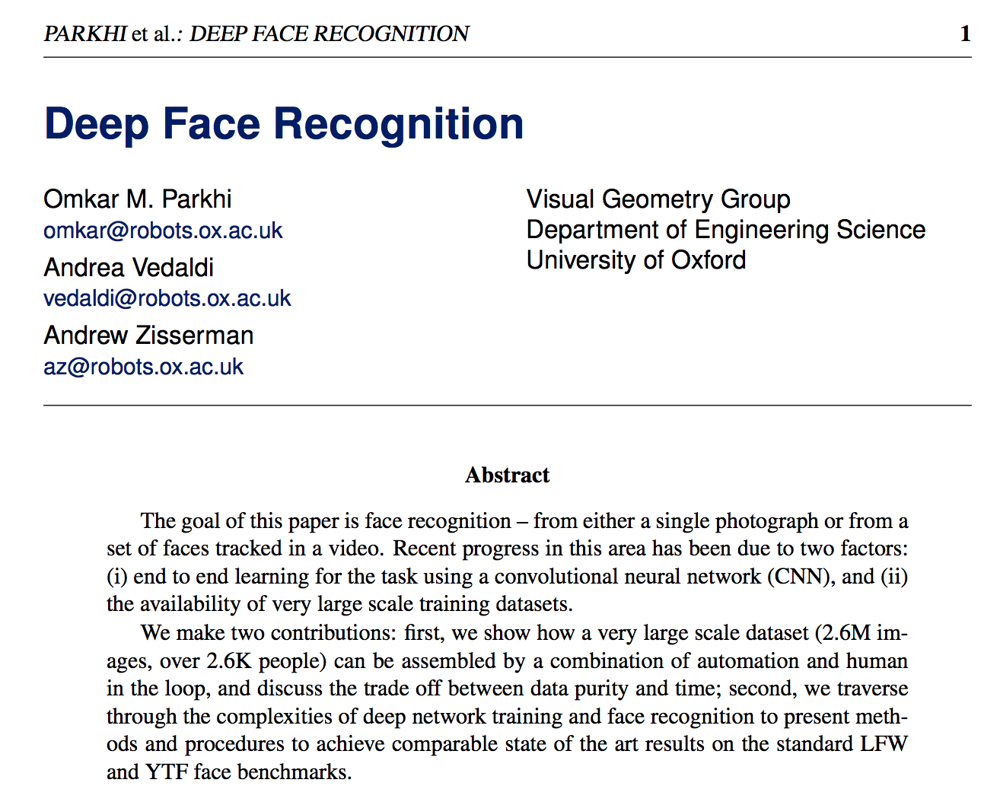 PARKHI et al.: DEEP FACE RECOGNITION 1
Deep Face Recognition
Omkar M. Parkhi
omkar@robots.ox.ac.uk
Andrea Vedaldi
vedaldi@robots.ox.ac.uk
Andrew Zisserman
az@robots.ox.ac.uk
Visual Geometry Group
Department of Engineering Science
University of Oxford
Abstract
The goal of this paper is face recognition – from either a single photograph or from a
set of faces tracked in a video. Recent progress in this area has been due to two factors:
(i) end to end learning for the task using a convolutional neural network (CNN), and (ii)
the availability of very large scale training datasets.
We make two contributions: first, we show how a very large scale dataset (2.6M im-
ages, over 2.6K people) can be assembled by a combination of automation and human
in the loop, and discuss the trade off between data purity and time; second, we traverse
through the complexities of deep network training and face recognition to present meth-
ods and procedures to achieve comparable state of the art results on the standard LFW
and YTF face benchmarks.